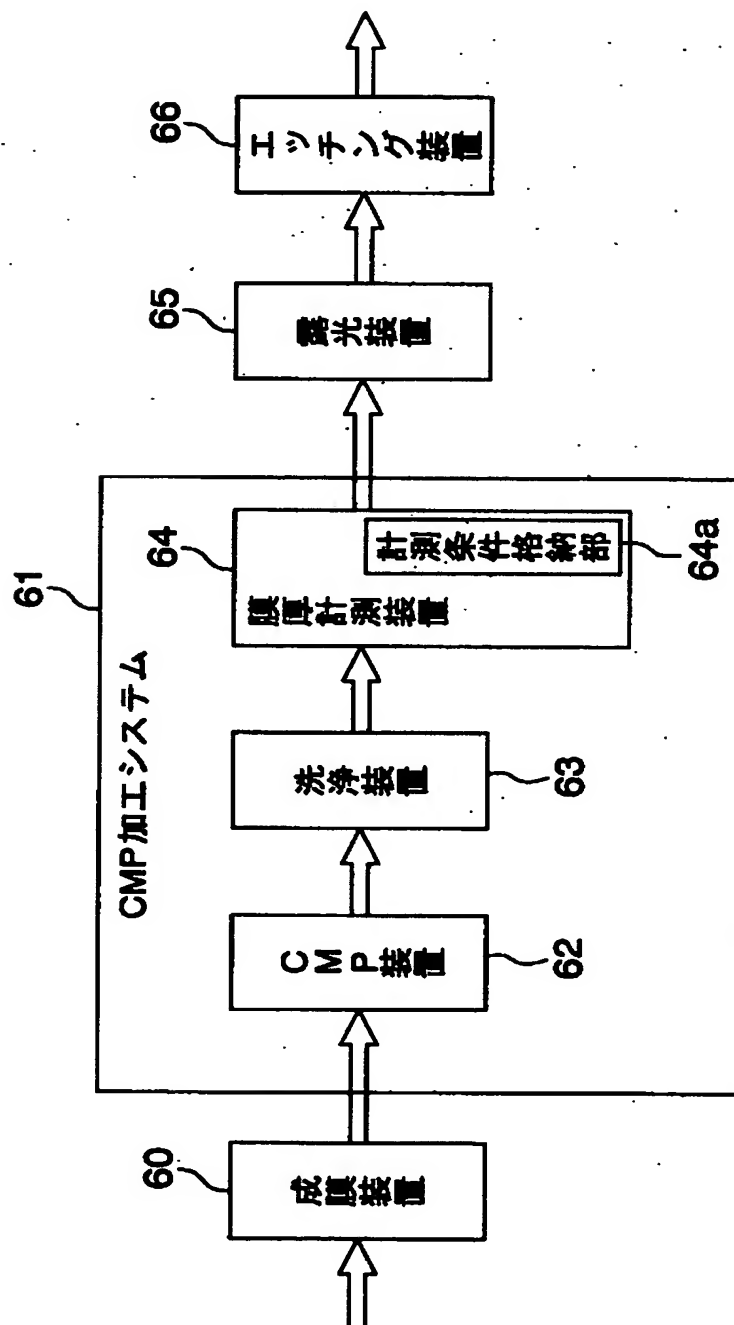 61
CMP加工システム
60
成膜装置
CMP装置
62
洗浄装置
63
64
膜厚計測装置
計測条件格納部
64a
65
露光装置
66
エッチング装置